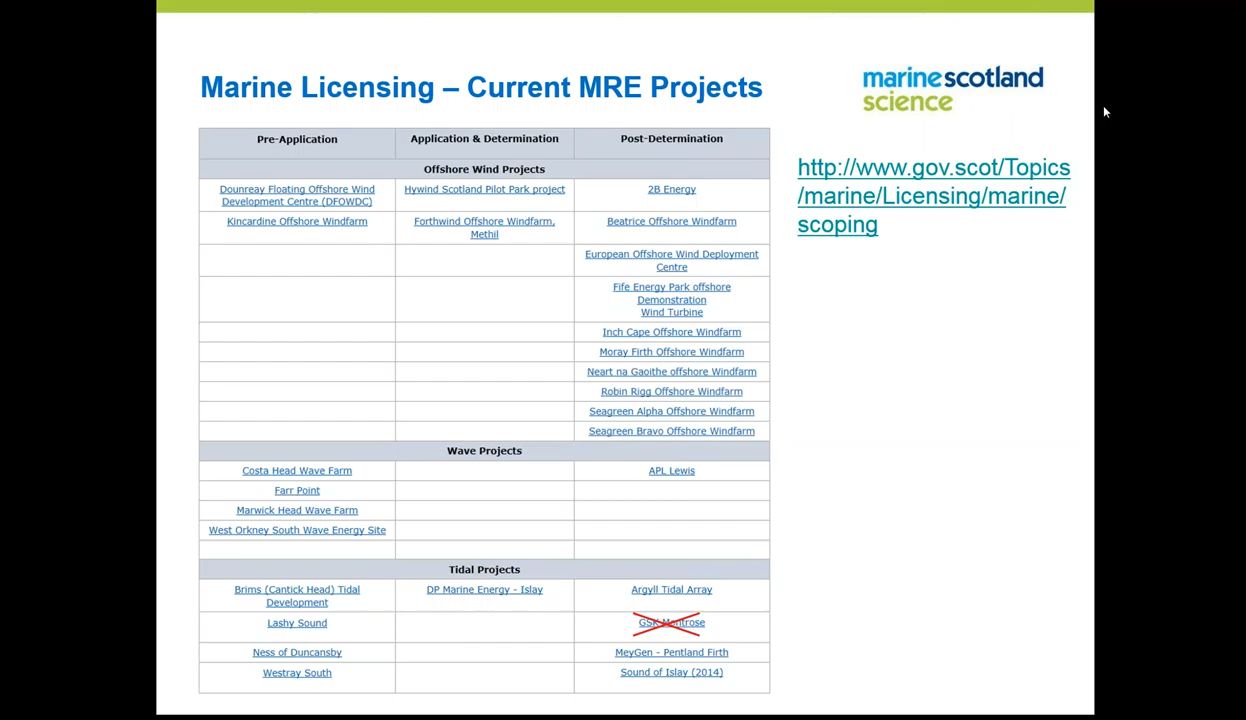 Marine Licensing – Current MRE Projects
marinescotland
science
Pre-Application Application & Determination Post-Determination
Offshore Wind Projects
Dounreay Floating Offshore Wind
Development Centre (DFOWDC)
Hywind Scotland Pilot Park project
2B Energy
Kincardine Offshore Windfarm
Forthwind Offshore Windfarm,
Methil
Beatrice Offshore Windfarm
European Offshore Wind Deployment
Centre
Fife Energy Park offshore
Demonstration
Wind Turbine
Inch Cape Offshore Windfarm
Moray Firth Offshore Windfarm
Neart na Gaoithe offshore Windfarm
Robin Rigg Offshore Windfarm
Seagreen Alpha Offshore Windfarm
Seagreen Bravo Offshore Windfarm
Wave Projects
Costa Head Wave Farm
APL Lewis
Farr Point
Marwick Head Wave Farm
West Orkney South Wave Energy Site
Tidal Projects
Brims (Cantick Head) Tidal
Development
DP Marine Energy - Islay
Argyll Tidal Array
Lashy Sound
GSK Montrose
Ness of Duncansby
MeyGen - Pentland Firth
Westray South
Sound of Islay (2014)
http://www.gov.scot/Topics
/marine/Licensing/marine/
scoping